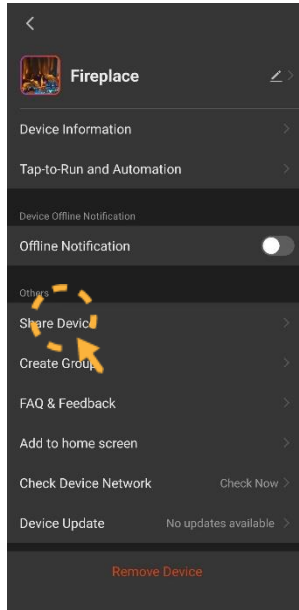 Fireplace
Device Information
Tap-to-Run and Automation
Device Offline Notification
Offline Notification
Others
Share Device
Create Group
FAQ & Feedback
Add to home screen
Check Device Network Check Now
Device Update No updates available
Remove Device